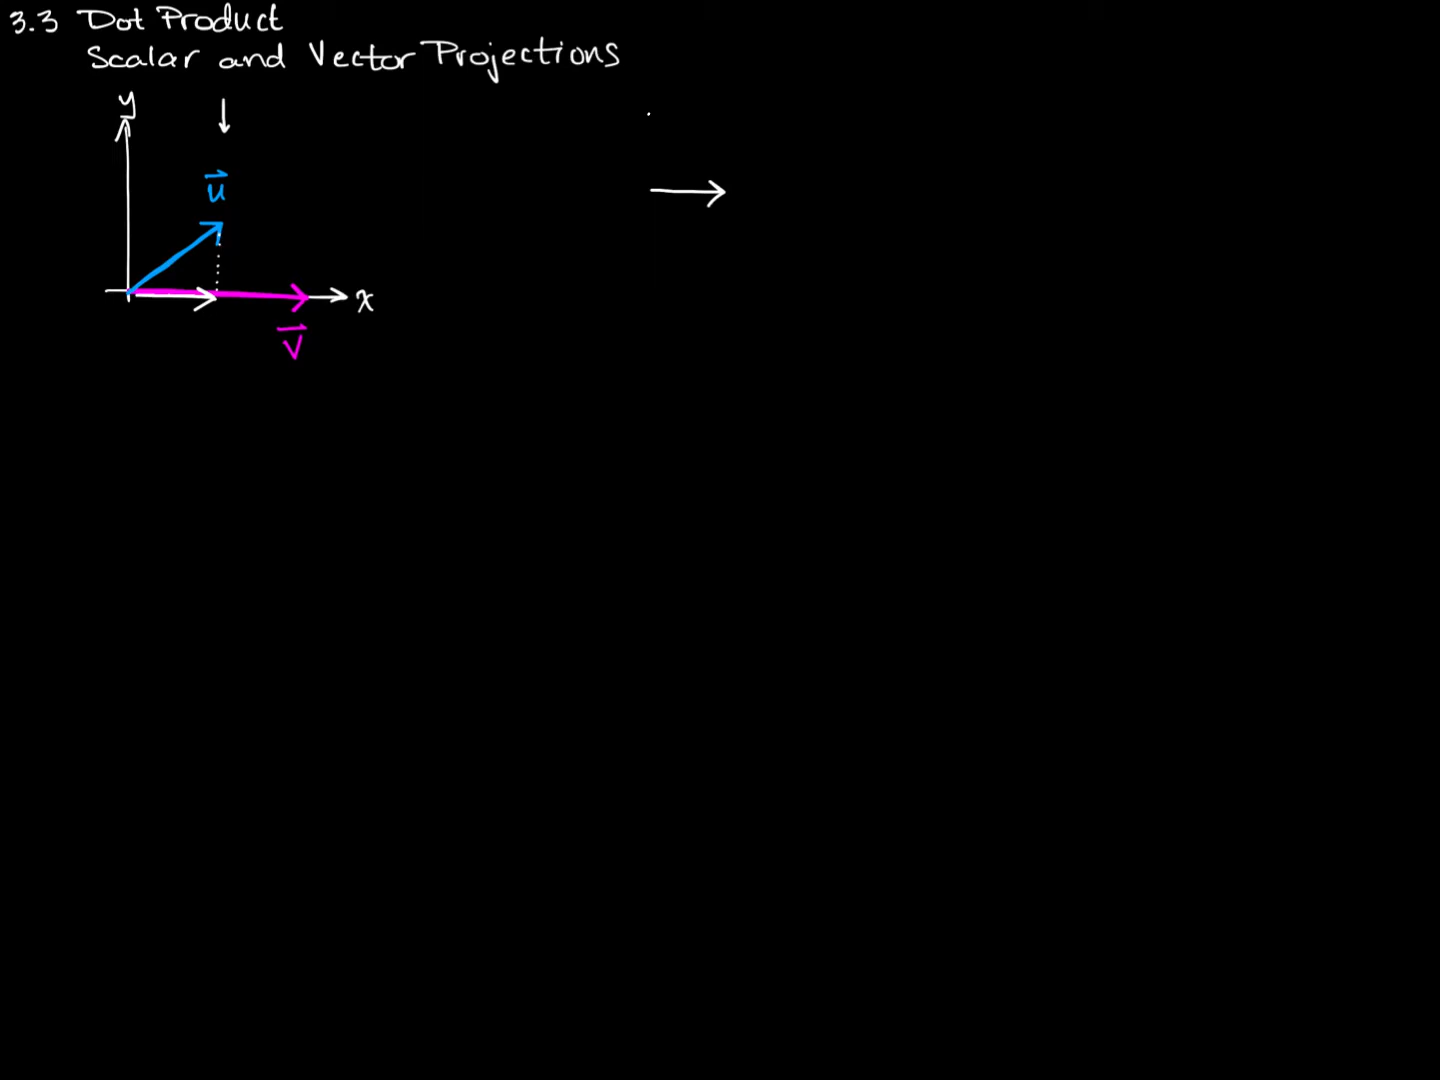 3.3 Dot Product
Scalar and Vector Projections
y
u⃗
x
v⃗